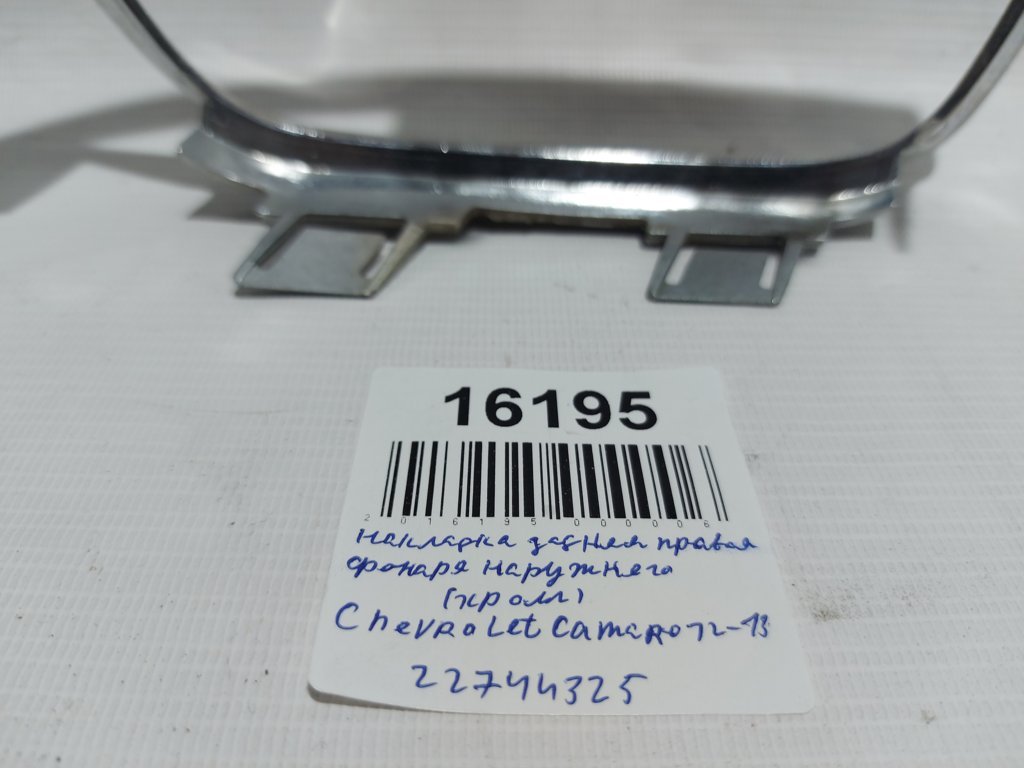 16195
2016195000006
накладка задняя правая
фонаря наружнего
(хром)
Chevrolet Camaro 12-13
22744325